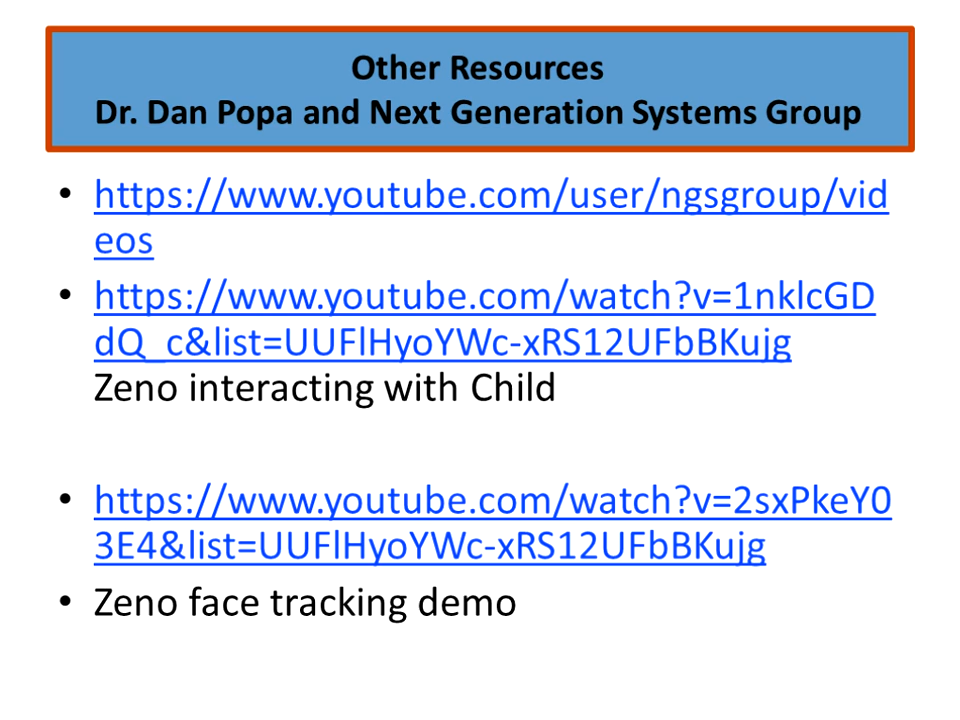 Other Resources
Dr. Dan Popa and Next Generation Systems Group
• https://www.youtube.com/user/ngsgroup/vid
eos
• https://www.youtube.com/watch?v=1nklcGD
dQ_c&list=UUFlHyoYWc-xRS12UFbBKujg
Zeno interacting with Child
• https://www.youtube.com/watch?v=2sxPkeY0
3E4&list=UUFlHyoYWc-xRS12UFbBKujg
• Zeno face tracking demo